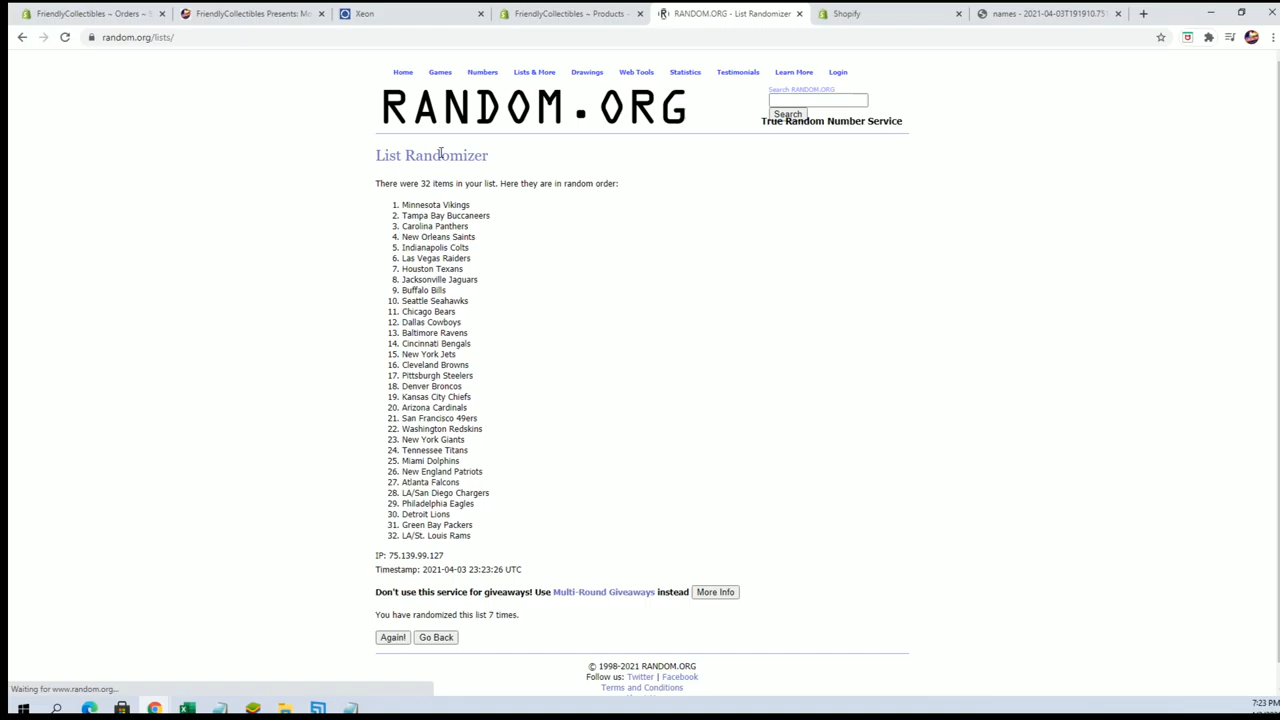 FriendlyCollectibles ~ Orders ~ S
FriendlyCollectibles Presents: Me
Xeon
FriendlyCollectibles ~ Products ~
RANDOM.ORG - List Randomizer
Shopify
names - 2021-04-03T191910.751
random.org/lists/
Home Games Numbers Lists & More Drawings Web Tools Statistics Testimonials Learn More Login
Search RANDOM.ORG
RANDOM.ORG
Search
True Random Number Service
List Randomizer
There were 32 items in your list. Here they are in random order:
1. Minnesota Vikings
2. Tampa Bay Buccaneers
3. Carolina Panthers
4. New Orleans Saints
5. Indianapolis Colts
6. Las Vegas Raiders
7. Houston Texans
8. Jacksonville Jaguars
9. Buffalo Bills
10. Seattle Seahawks
11. Chicago Bears
12. Dallas Cowboys
13. Baltimore Ravens
14. Cincinnati Bengals
15. New York Jets
16. Cleveland Browns
17. Pittsburgh Steelers
18. Denver Broncos
19. Kansas City Chiefs
20. Arizona Cardinals
21. San Francisco 49ers
22. Washington Redskins
23. New York Giants
24. Tennessee Titans
25. Miami Dolphins
26. New England Patriots
27. Atlanta Falcons
28. LA/San Diego Chargers
29. Philadelphia Eagles
30. Detroit Lions
31. Green Bay Packers
32. LA/St. Louis Rams
IP: 75.139.99.127
Timestamp: 2021-04-03 23:23:26 UTC
Don't use this service for giveaways! Use Multi-Round Giveaways instead More Info
You have randomized this list 7 times.
Again! Go Back
© 1998-2021 RANDOM.ORG
Follow us: Twitter | Facebook
Terms and Conditions
Waiting for www.random.org...
7:23 PM